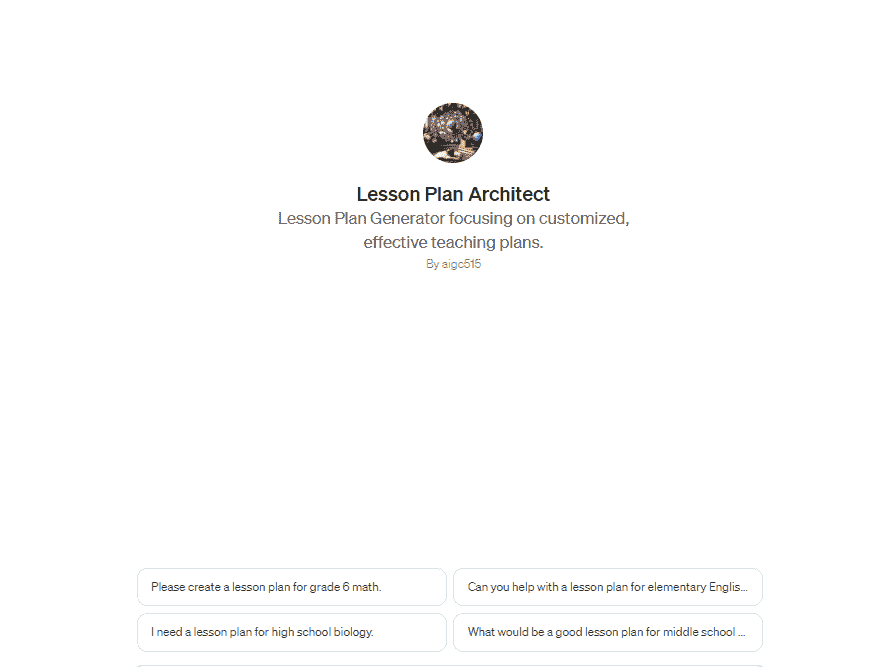 Lesson Plan Architect
Lesson Plan Generator focusing on customized,
effective teaching plans.
By aigc515
Please create a lesson plan for grade 6 math.
Can you help with a lesson plan for elementary Englis...
I need a lesson plan for high school biology.
What would be a good lesson plan for middle school ...